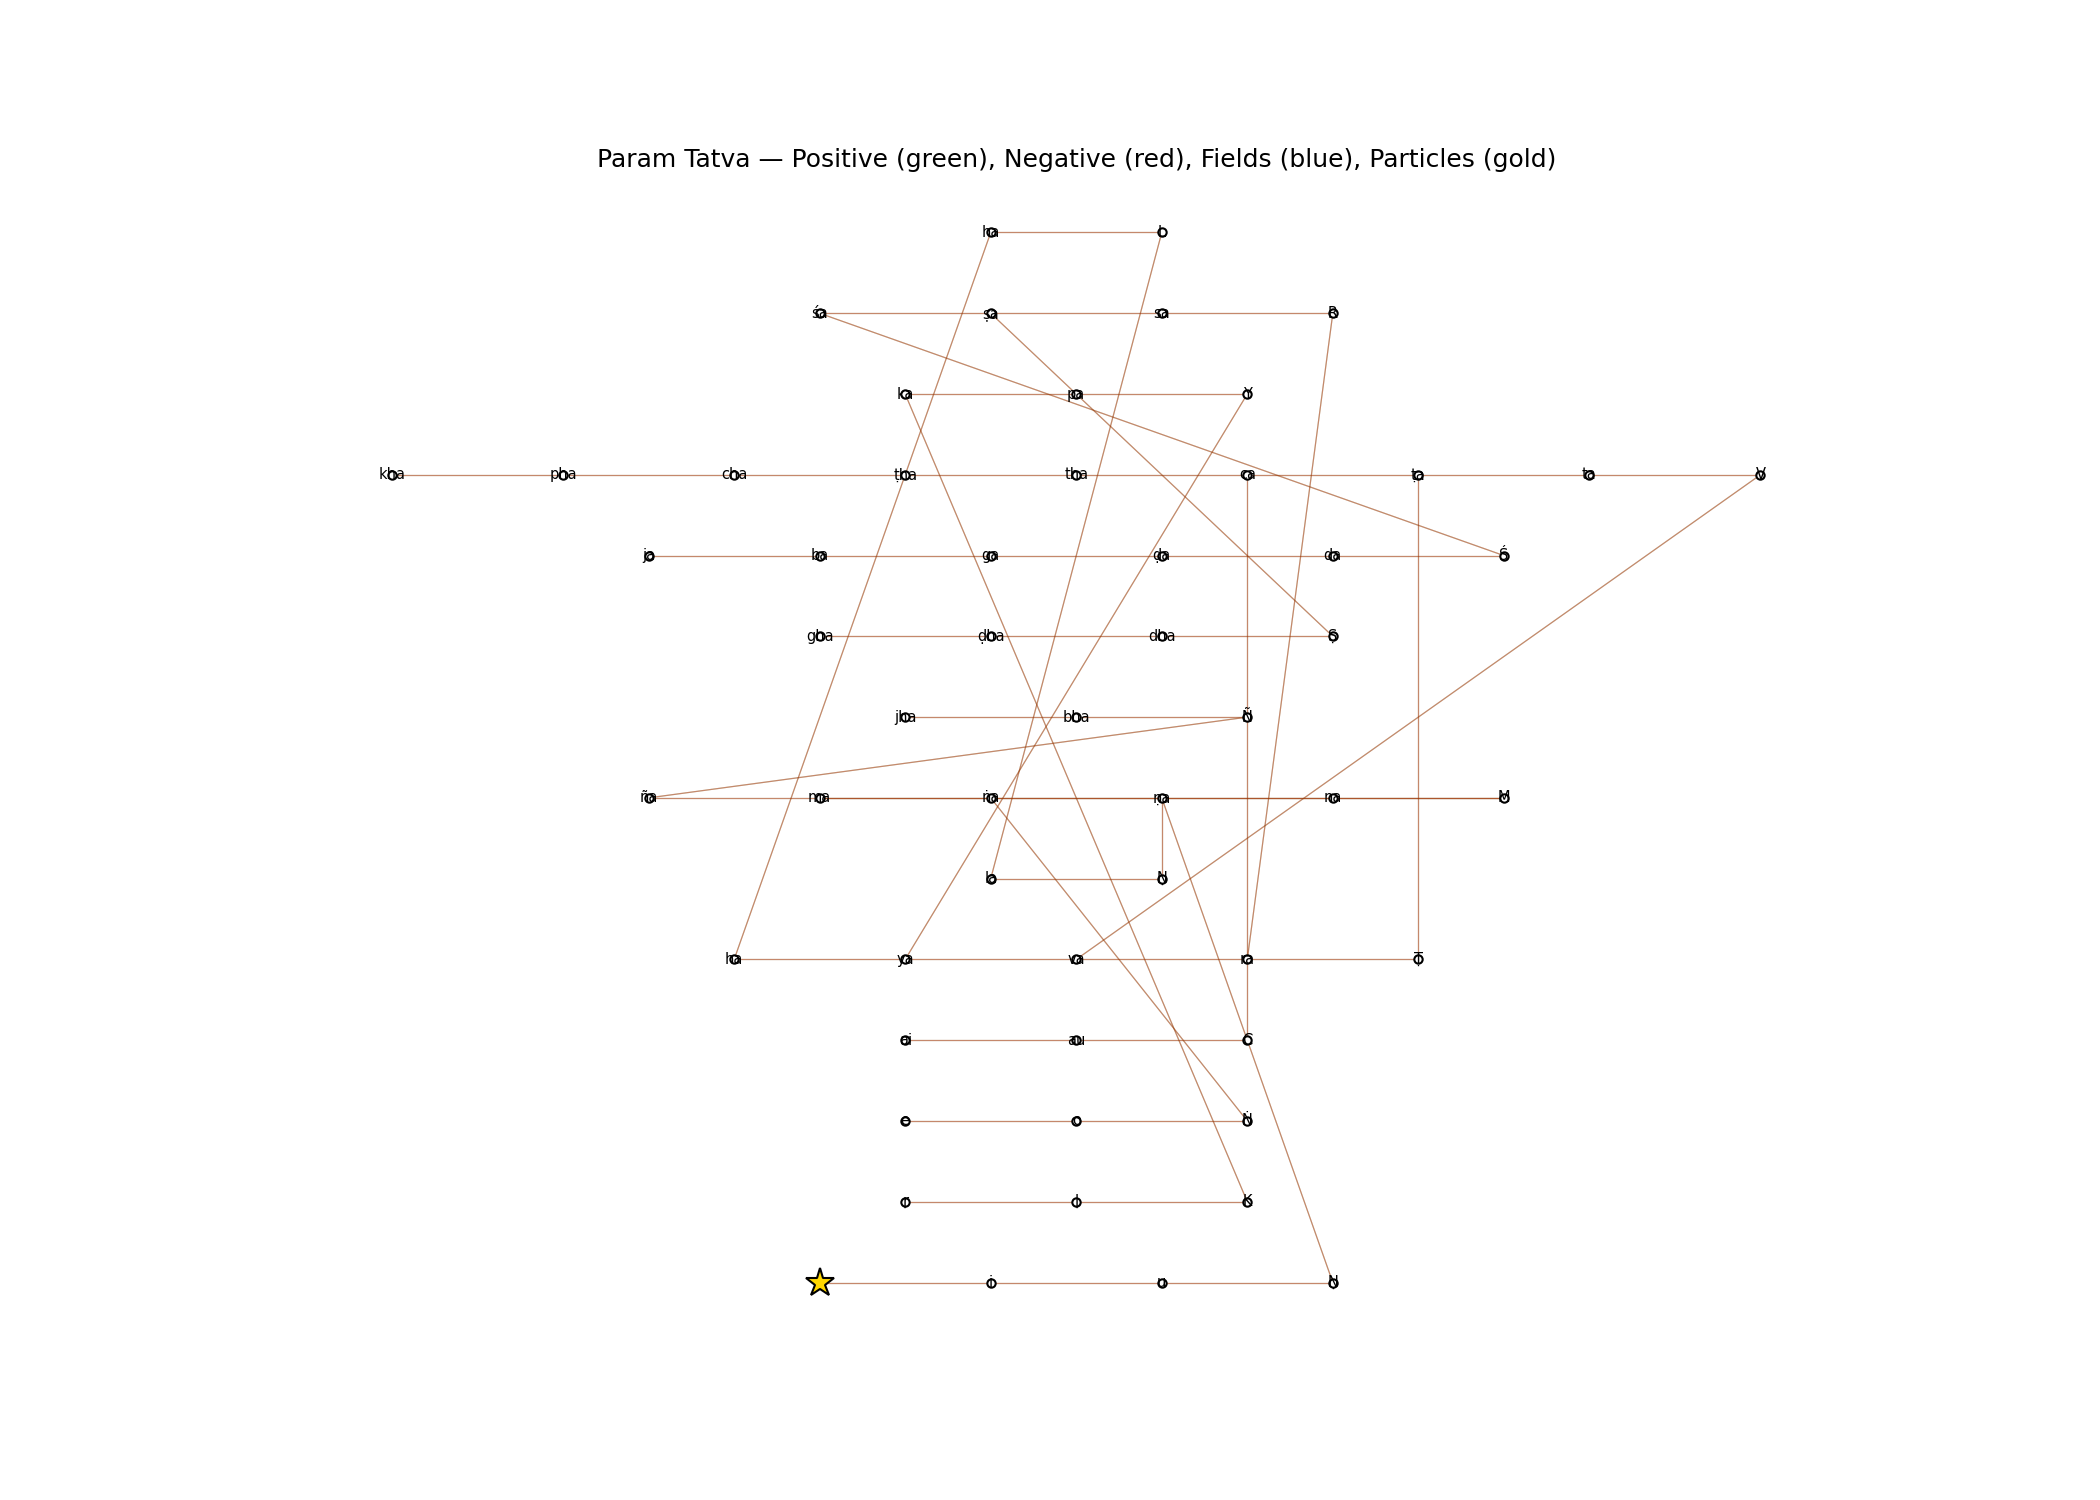 Param Tatva — Positive (green), Negative (red), Fields (blue), Particles (gold)
ha l
śa ṣa sa R
ka pa Y
kha pha cha ṭha tha ca ṭa ta V
ja ba ga ḍa da Ś
gha ḍha dha Ṣ
jha bha Ñ
ña ma ṅa ṇa na M
la Ṇ
ha ya va ra Ṭ
ai au C
e o Ṅ
ṛ ḷ K
i u Ṇ